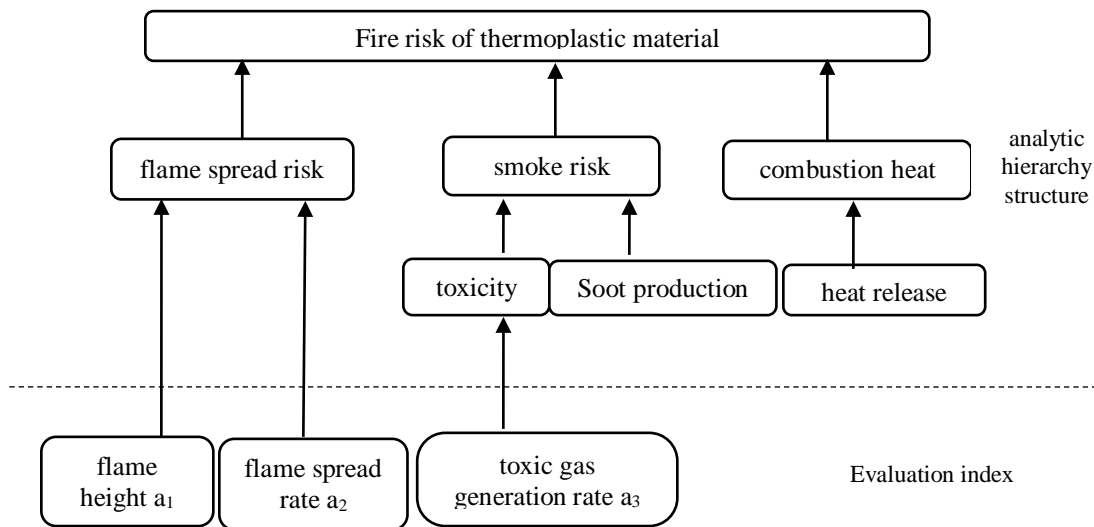 Fire risk of thermoplastic material
flame spread risk
smoke risk
combustion heat
analytic
hierarchy
structure
toxicity
Soot production
heat release
flame
height a₁
flame spread
rate a₂
toxic gas
generation rate a₃
Evaluation index